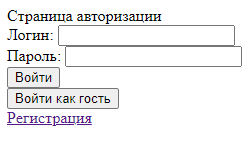 Страница авторизации
Логин:
Пароль:
Войти
Войти как гость
Регистрация